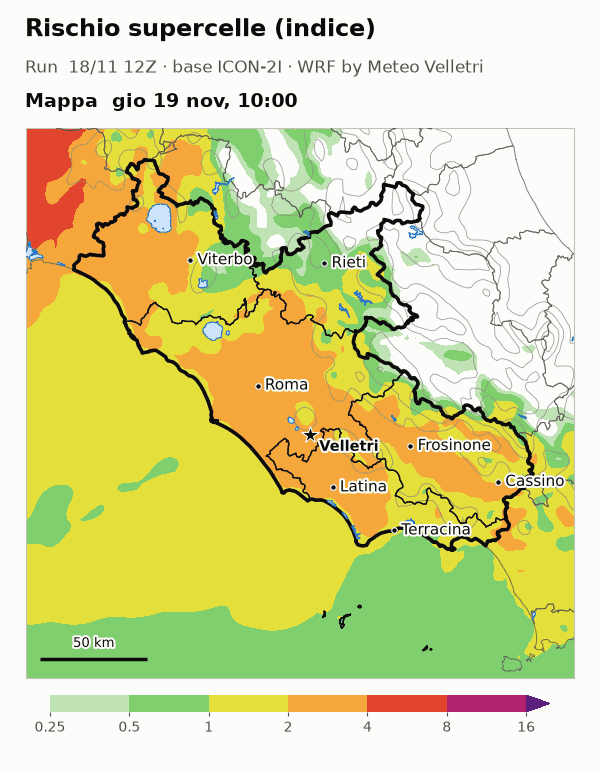 Rischio supercelle (indice)
Run  18/11 12Z · base ICON-2I · WRF by Meteo Velletri
Mappa  gio 19 nov, 10:00
Viterbo
Rieti
Roma
Velletri
Frosinone
Cassino
Latina
Terracina
50 km
0.25 0.5 1 2 4 8 16